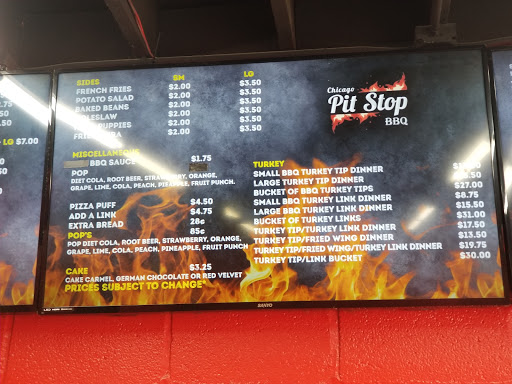 SIDES SM LG
FRENCH FRIES $2.00 $3.50
POTATO SALAD $2.00 $3.50
BAKED BEANS $2.00 $3.50
$2.00 $3.50
$2.00 $3.50
$2.00 $3.50
MISCELLANEOUS
BBQ SAUCE $1.75
POP
DIET COLA, ROOT BEER, STRAWBERRY, ORANGE,
GRAPE, LIME, COLA, PEACH, PINEAPPLE, FRUIT PUNCH.
PIZZA PUFF $4.50
ADD A LINK $4.75
EXTRA BREAD 28¢
POP'S 85¢
POP DIET COLA, ROOT BEER, STRAWBERRY, ORANGE,
GRAPE, LIME, COLA, PEACH, PINEAPPLE, FRUIT PUNCH
CAKE $3.25
CAKE CARMEL, GERMAN CHOCOLATE OR RED VELVET
PRICES SUBJECT TO CHANGE*
Chicago
Pit Stop
BBQ
TURKEY
SMALL BBQ TURKEY TIP DINNER
LARGE TURKEY TIP DINNER
BUCKET OF BBQ TURKEY TIPS $27.00
SMALL BBQ TURKEY LINK DINNER $8.75
LARGE BBQ TURKEY LINK DINNER $15.50
BUCKET OF TURKEY LINKS $31.00
TURKEY TIP/TURKEY LINK DINNER $17.50
TURKEY TIP/FRIED WING DINNER $13.50
TURKEY TIP/FRIED WING/TURKEY LINK DINNER $19.75
TURKEY TIP/LINK BUCKET $30.00
LG $7.00
SANYO